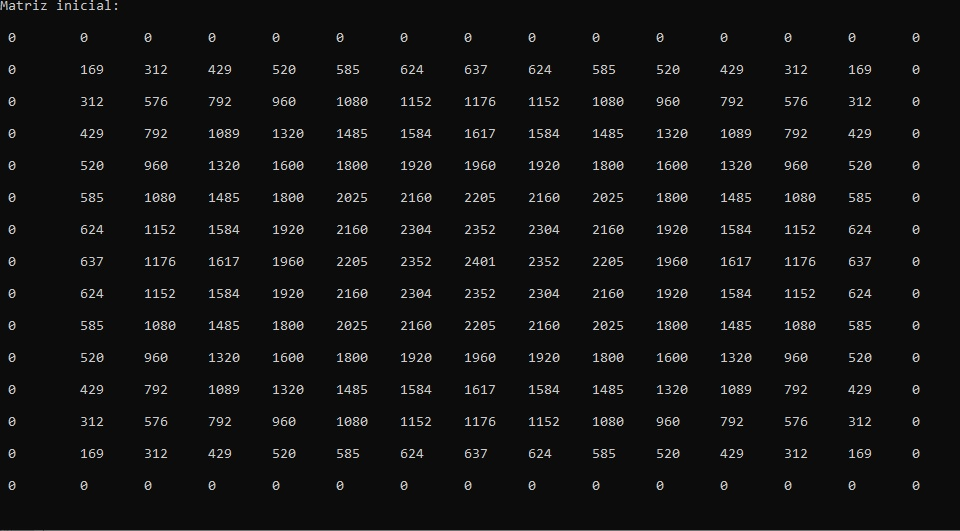 Matriz inicial:
0 0 0 0 0 0 0 0 0 0 0 0 0 0 0
0 169 312 429 520 585 624 637 624 585 520 429 312 169 0
0 312 576 792 960 1080 1152 1176 1152 1080 960 792 576 312 0
0 429 792 1089 1320 1485 1584 1617 1584 1485 1320 1089 792 429 0
0 520 960 1320 1600 1800 1920 1960 1920 1800 1600 1320 960 520 0
0 585 1080 1485 1800 2025 2160 2205 2160 2025 1800 1485 1080 585 0
0 624 1152 1584 1920 2160 2304 2352 2304 2160 1920 1584 1152 624 0
0 637 1176 1617 1960 2205 2352 2401 2352 2205 1960 1617 1176 637 0
0 624 1152 1584 1920 2160 2304 2352 2304 2160 1920 1584 1152 624 0
0 585 1080 1485 1800 2025 2160 2205 2160 2025 1800 1485 1080 585 0
0 520 960 1320 1600 1800 1920 1960 1920 1800 1600 1320 960 520 0
0 429 792 1089 1320 1485 1584 1617 1584 1485 1320 1089 792 429 0
0 312 576 792 960 1080 1152 1176 1152 1080 960 792 576 312 0
0 169 312 429 520 585 624 637 624 585 520 429 312 169 0
0 0 0 0 0 0 0 0 0 0 0 0 0 0 0